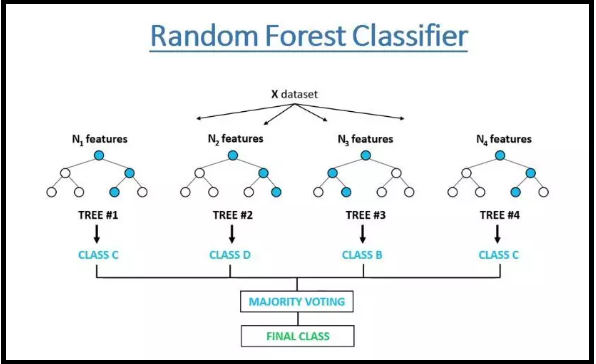 Random Forest Classifier
X dataset
N₁ features N₂ features N₃ features N₄ features
TREE #1 TREE #2 TREE #3 TREE #4
CLASS C CLASS D CLASS B CLASS C
MAJORITY VOTING
FINAL CLASS